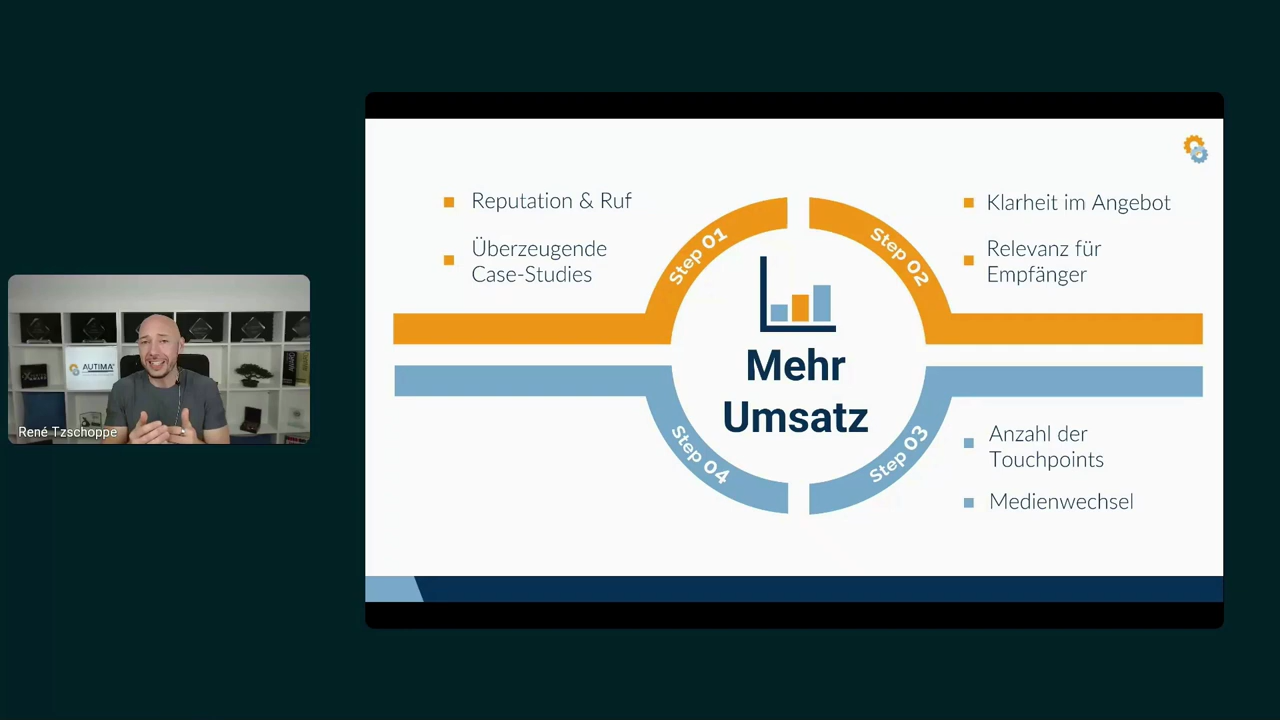 Reputation & Ruf
Überzeugende
Case-Studies
Step 01
Step 02
Klarheit im Angebot
Relevanz für
Empfänger
Mehr
Umsatz
Step 04
Step 03
Anzahl der
Touchpoints
Medienwechsel
AUTIMA
René Tzschoppe